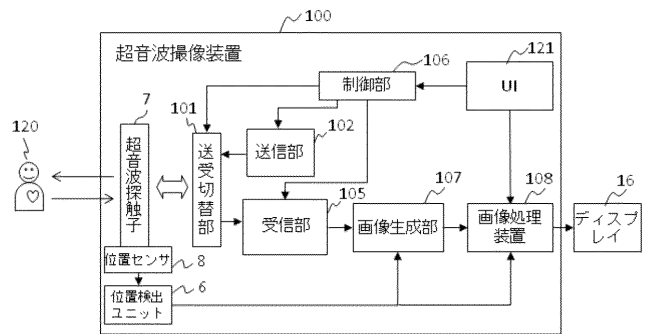 100
超音波撮像装置
106
121
制御部
UI
7
101
102
120
超音波探触子
送受切替部
送信部
105
107
108
16
受信部
画像生成部
画像処理
装置
ディスプ
レイ
位置センサ
8
位置検出
ユニット
6